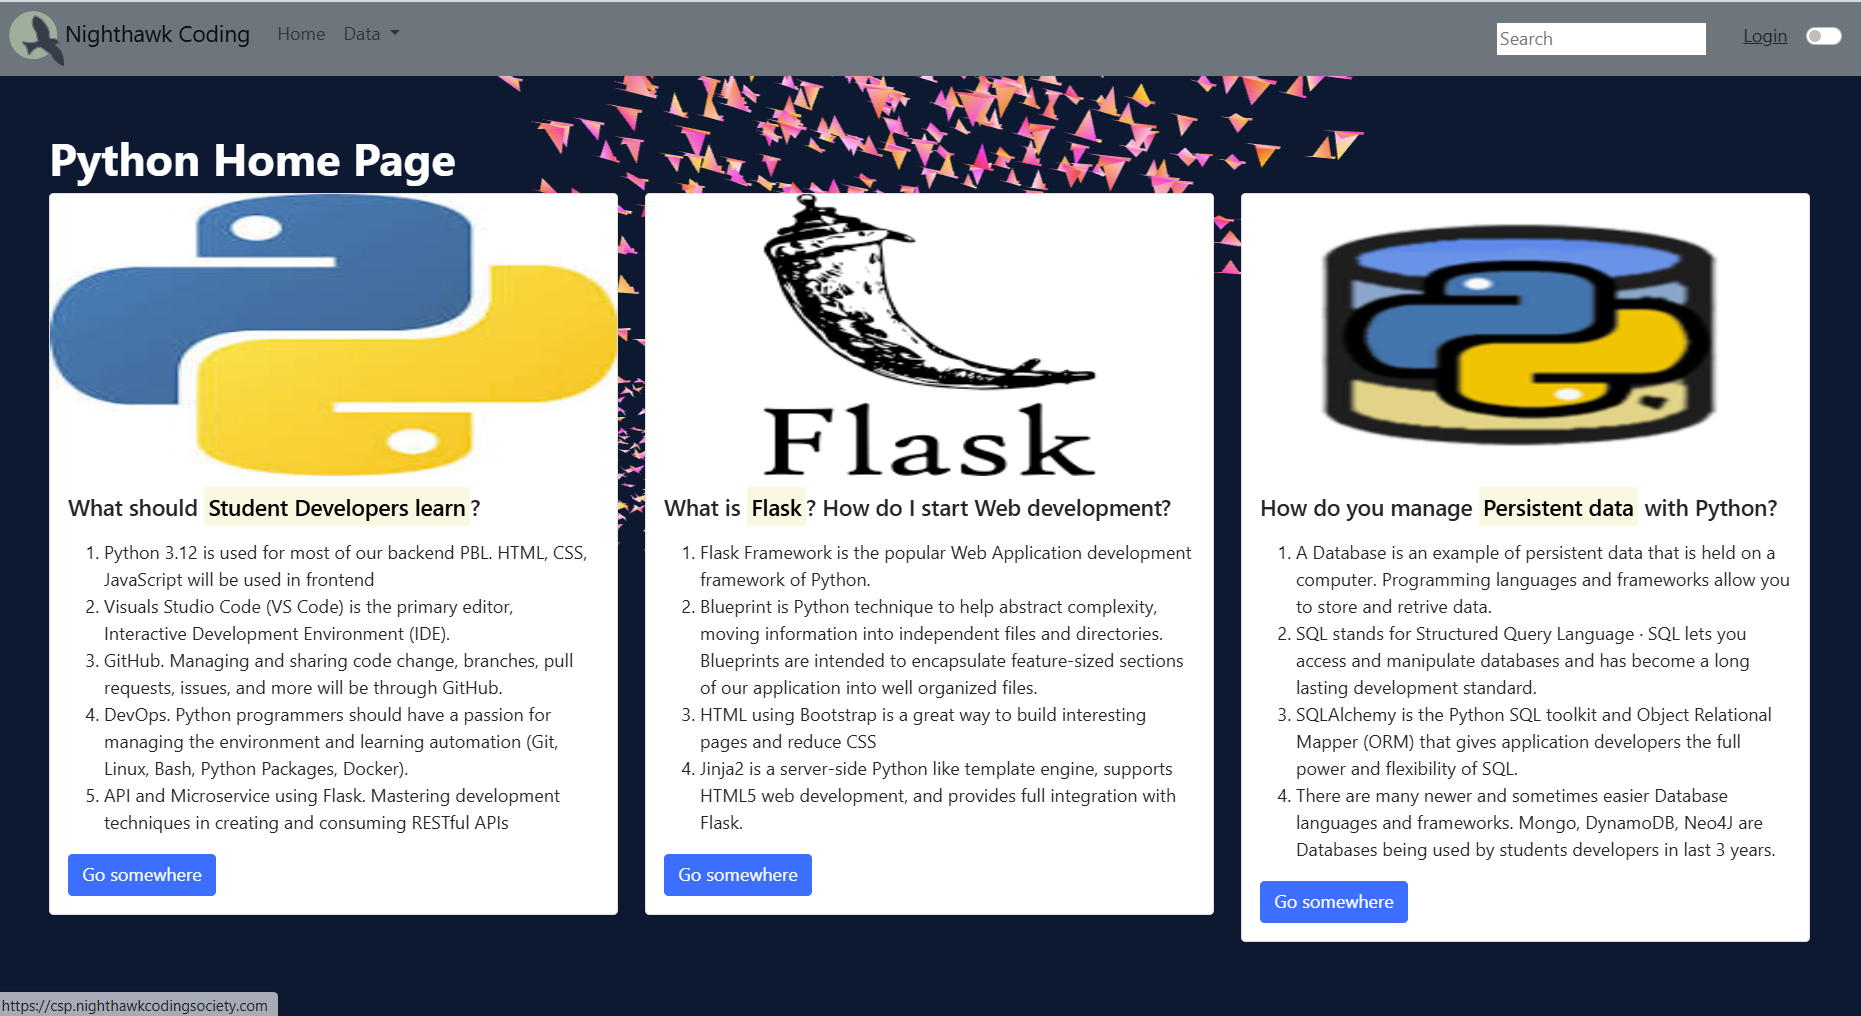 Nighthawk Coding Home Data Search Login
Python Home Page
Flask
What should Student Developers learn?
1. Python 3.12 is used for most of our backend PBL. HTML, CSS,
JavaScript will be used in frontend
2. Visuals Studio Code (VS Code) is the primary editor,
Interactive Development Environment (IDE).
3. GitHub. Managing and sharing code change, branches, pull
requests, issues, and more will be through GitHub.
4. DevOps. Python programmers should have a passion for
managing the environment and learning automation (Git,
Linux, Bash, Python Packages, Docker).
5. API and Microservice using Flask. Mastering development
techniques in creating and consuming RESTful APIs
Go somewhere
What is Flask? How do I start Web development?
1. Flask Framework is the popular Web Application development
framework of Python.
2. Blueprint is Python technique to help abstract complexity,
moving information into independent files and directories.
Blueprints are intended to encapsulate feature-sized sections
of our application into well organized files.
3. HTML using Bootstrap is a great way to build interesting
pages and reduce CSS
4. Jinja2 is a server-side Python like template engine, supports
HTML5 web development, and provides full integration with
Flask.
Go somewhere
How do you manage Persistent data with Python?
1. A Database is an example of persistent data that is held on a
computer. Programming languages and frameworks allow you
to store and retrive data.
2. SQL stands for Structured Query Language · SQL lets you
access and manipulate databases and has become a long
lasting development standard.
3. SQLAlchemy is the Python SQL toolkit and Object Relational
Mapper (ORM) that gives application developers the full
power and flexibility of SQL.
4. There are many newer and sometimes easier Database
languages and frameworks. Mongo, DynamoDB, Neo4J are
Databases being used by students developers in last 3 years.
Go somewhere
https://csp.nighthawkcodingsociety.com